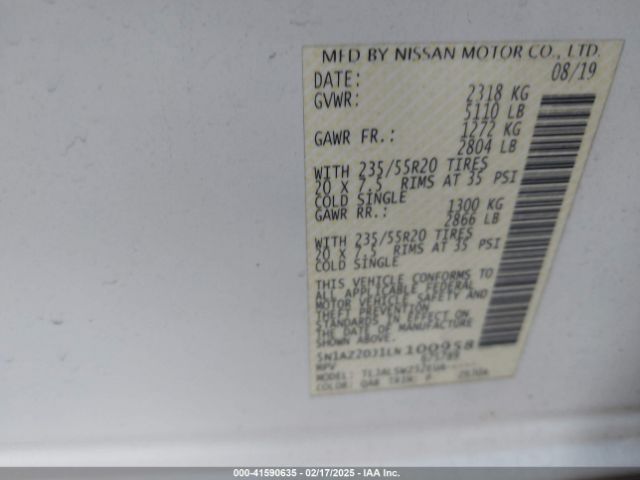 MFD BY NISSAN MOTOR CO., LTD.
DATE: 08/19
GVWR: 2318 KG
5110 LB
GAWR FR.: 1272 KG
2804 LB
WITH 235/55R20 TIRES
20 X 7.5 RIMS AT 35 PSI
COLD SINGLE
GAWR RR.: 1300 KG
2866 LB
WITH 235/55R20 TIRES
20 X 7.5 RIMS AT 35 PSI
COLD SINGLE
THIS VEHICLE CONFORMS TO
ALL APPLICABLE FEDERAL
MOTOR VEHICLE SAFETY AND
THEFT PREVENTION
STANDARDS IN EFFECT ON
THE DATE OF MANUFACTURE
SHOWN ABOVE.
100958
MPV
COLOR: QAB TRIM:
000-41590635 - 02/17/2025 - IAA Inc.